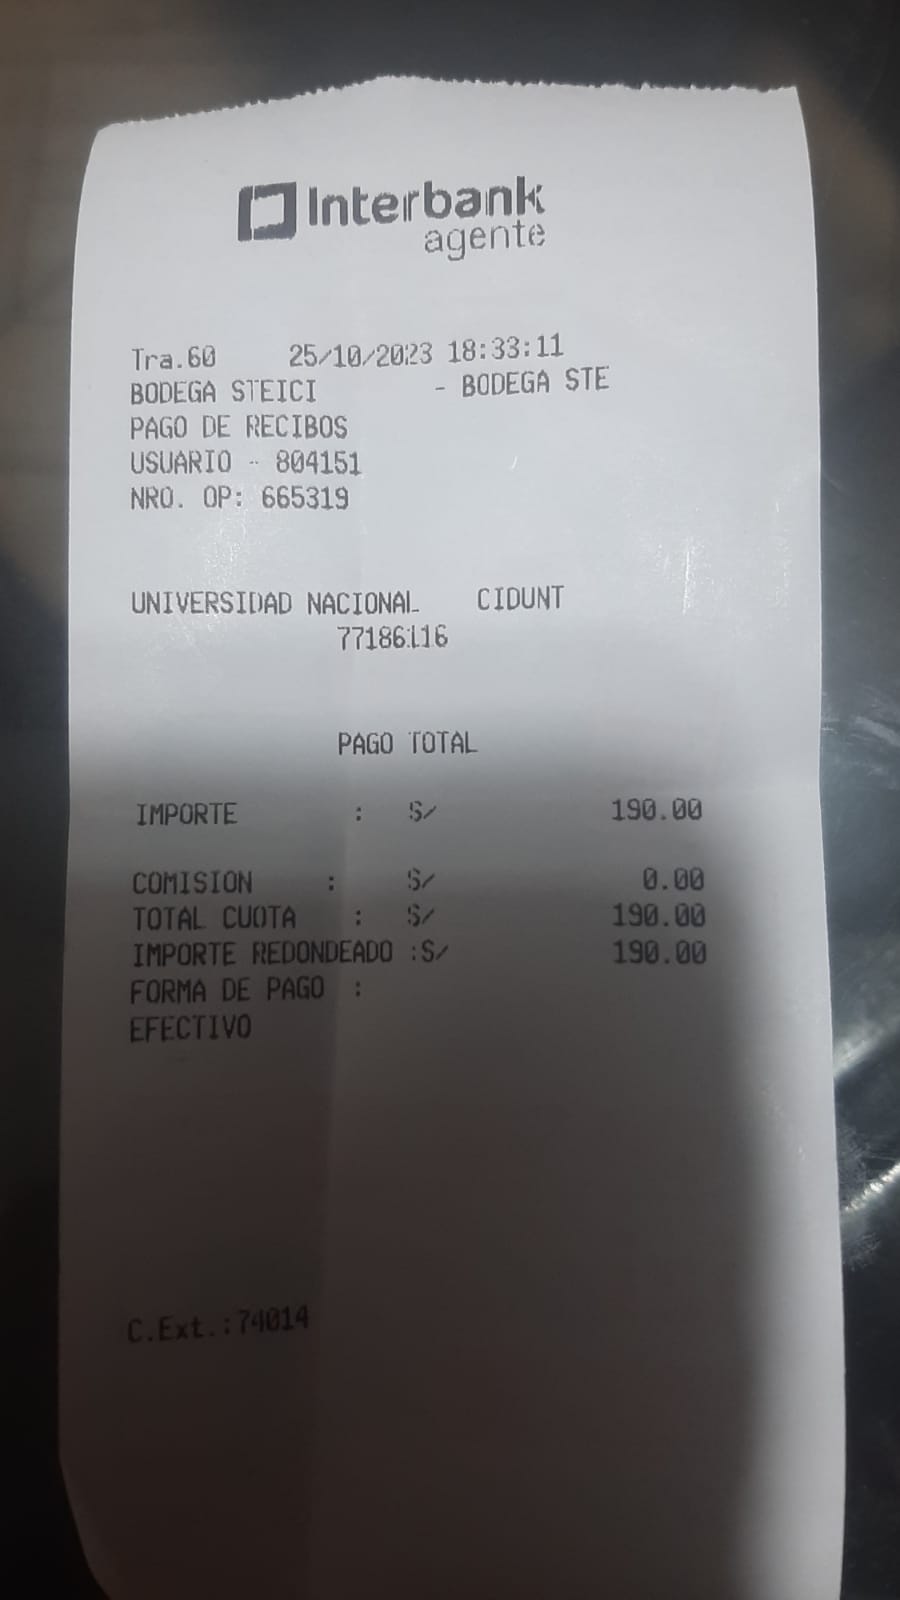 Interbank
agente
Tra.60 25/10/2023 18:33:11
BODEGA STEICI - BODEGA STE
PAGO DE RECIBOS
USUARIO - 804151
NRO. OP: 665319
UNIVERSIDAD NACIONAL CIDUNT
77186116
PAGO TOTAL
IMPORTE : S/ 190.00
COMISION : S/ 0.00
TOTAL CUOTA : S/ 190.00
IMPORTE REDONDEADO :S/ 190.00
FORMA DE PAGO :
EFECTIVO
C.Ext.:74014